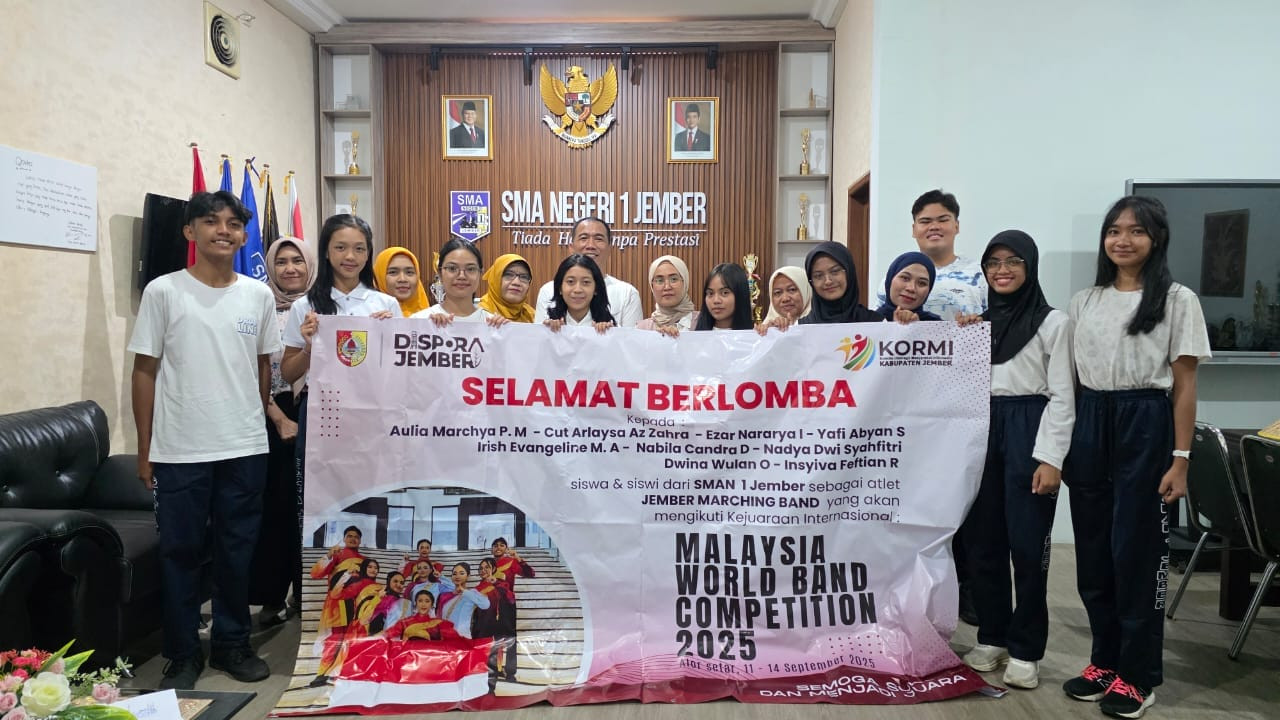 SMA NEGERI 1 JEMBER
SMA
Tiada Prestasi
DISPORA
JEMBER
KORMI
KABUPATEN JEMBER
SELAMAT BERLOMBA
Kepada :
Aulia Marchya P. M - Cut Arlaysa Az Zahra - Ezar Nararya I - Yafi Abyan S
Irish Evangeline M. A - Nabila Candra D - Nadya Dwi Syahfitri
Dwina Wulan O - Insyiva Feftian R
siswa & siswi dari SMAN 1 Jember sebagai atlet
JEMBER MARCHING BAND yang akan
mengikuti Kejuaraan Internasional :
MALAYSIA
WORLD BAND
COMPETITION
2025
Alor setar, 11 - 14 September 2025
SEMOGA
DAN MENJADI JUARA